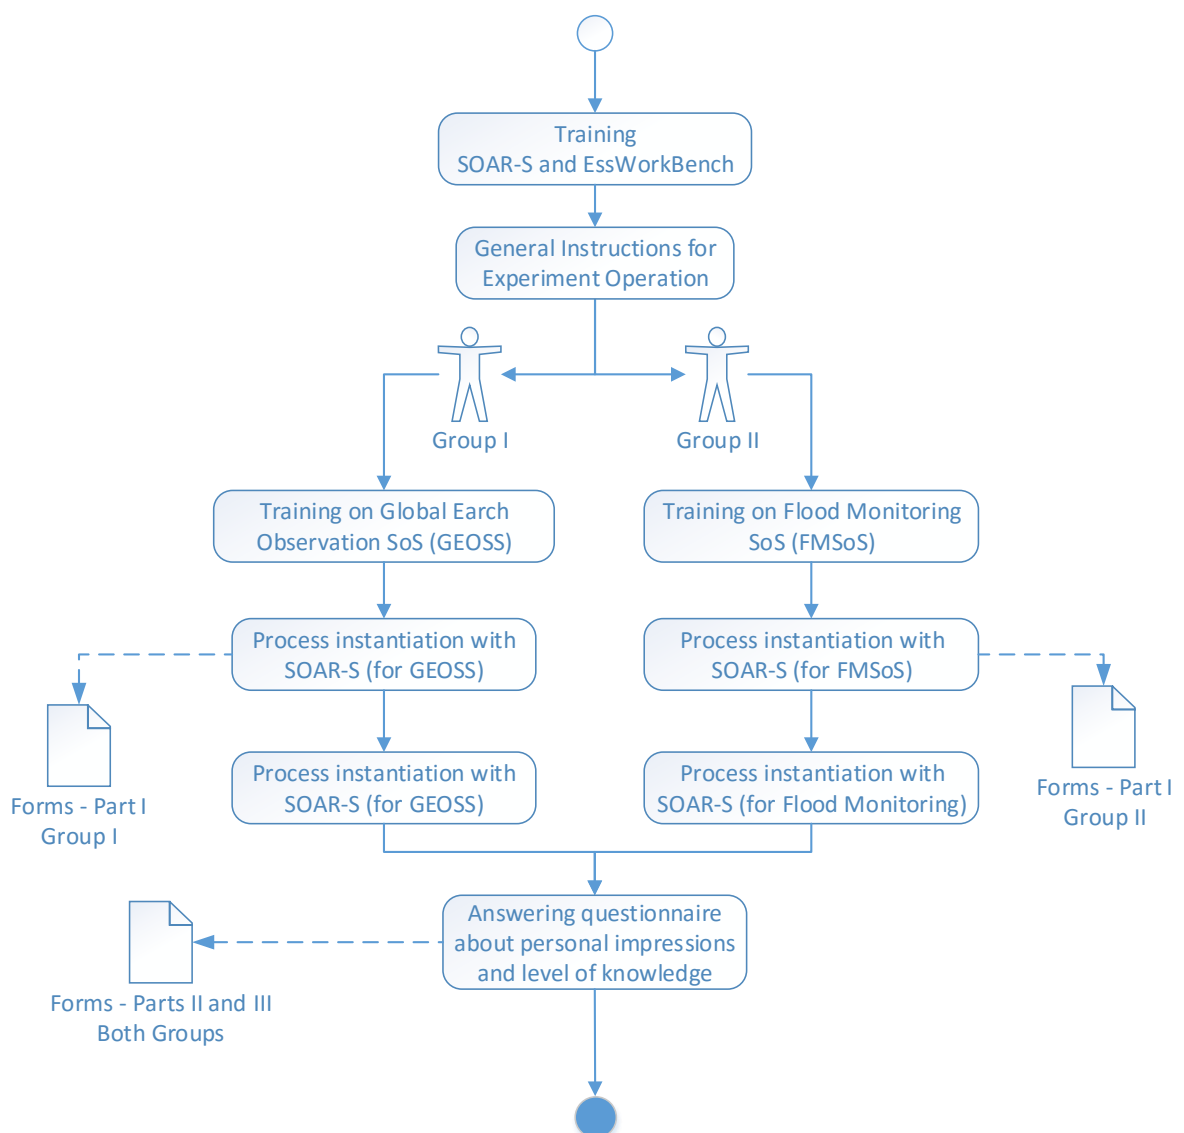 Training
SOAR-S and EssWorkBench
General Instructions for
Experiment Operation
Group I
Group II
Training on Global Earch
Observation SoS (GEOSS)
Training on Flood Monitoring
SoS (FMSoS)
Process instantiation with
SOAR-S (for GEOSS)
Process instantiation with
SOAR-S (for FMSoS)
Forms - Part I
Group I
Process instantiation with
SOAR-S (for GEOSS)
Process instantiation with
SOAR-S (for Flood Monitoring)
Forms - Part I
Group II
Answering questionnaire
about personal impressions
and level of knowledge
Forms - Parts II and III
Both Groups